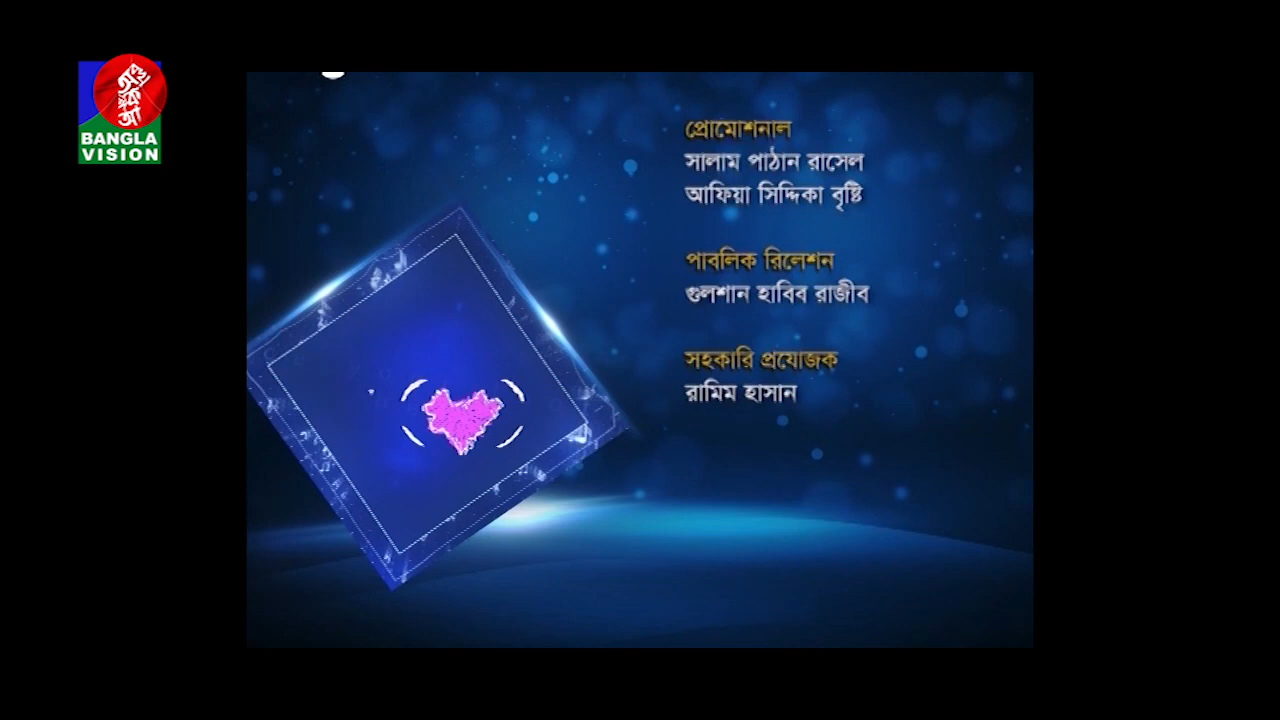 BANGLA
VISION
প্রোমোশনাল
সালাম পাঠান রাসেল
আফিয়া সিদ্দিকা বৃষ্টি
পাবলিক রিলেশন
গুলশান হাবিব রাজীব
সহকারি প্রযোজক
রামিম হাসান